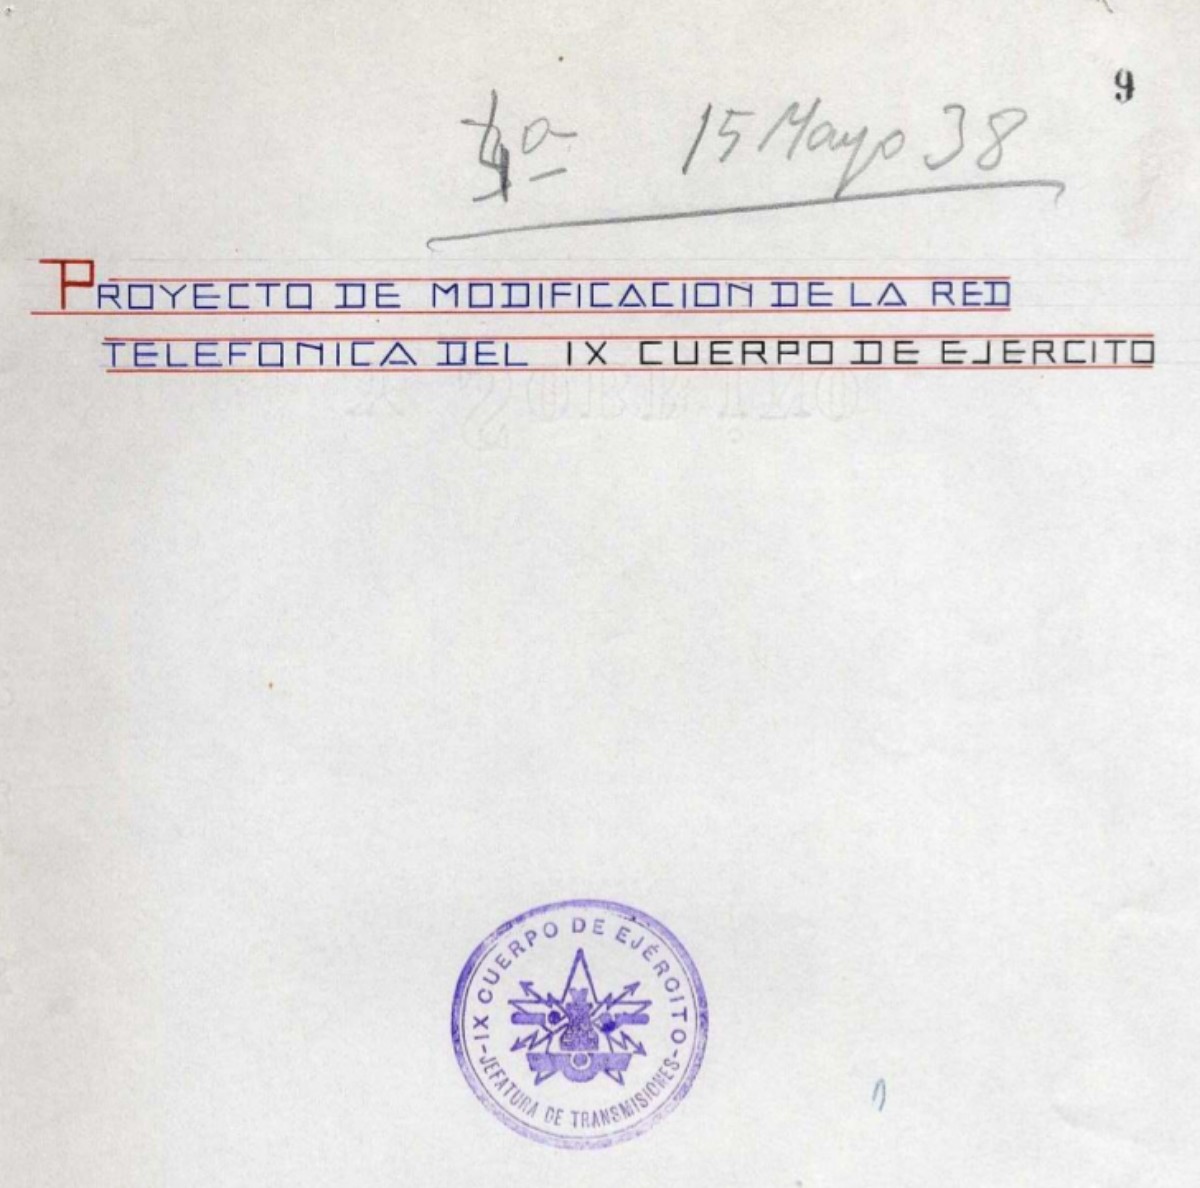 9
15 Mayo 38
PROYECTO DE MODIFICACION DE LA RED
TELEFONICA DEL IX CUERPO DE EJERCITO
IX CUERPO DE EJÉRCITO
-JEFATURA DE TRANSMISIONES-